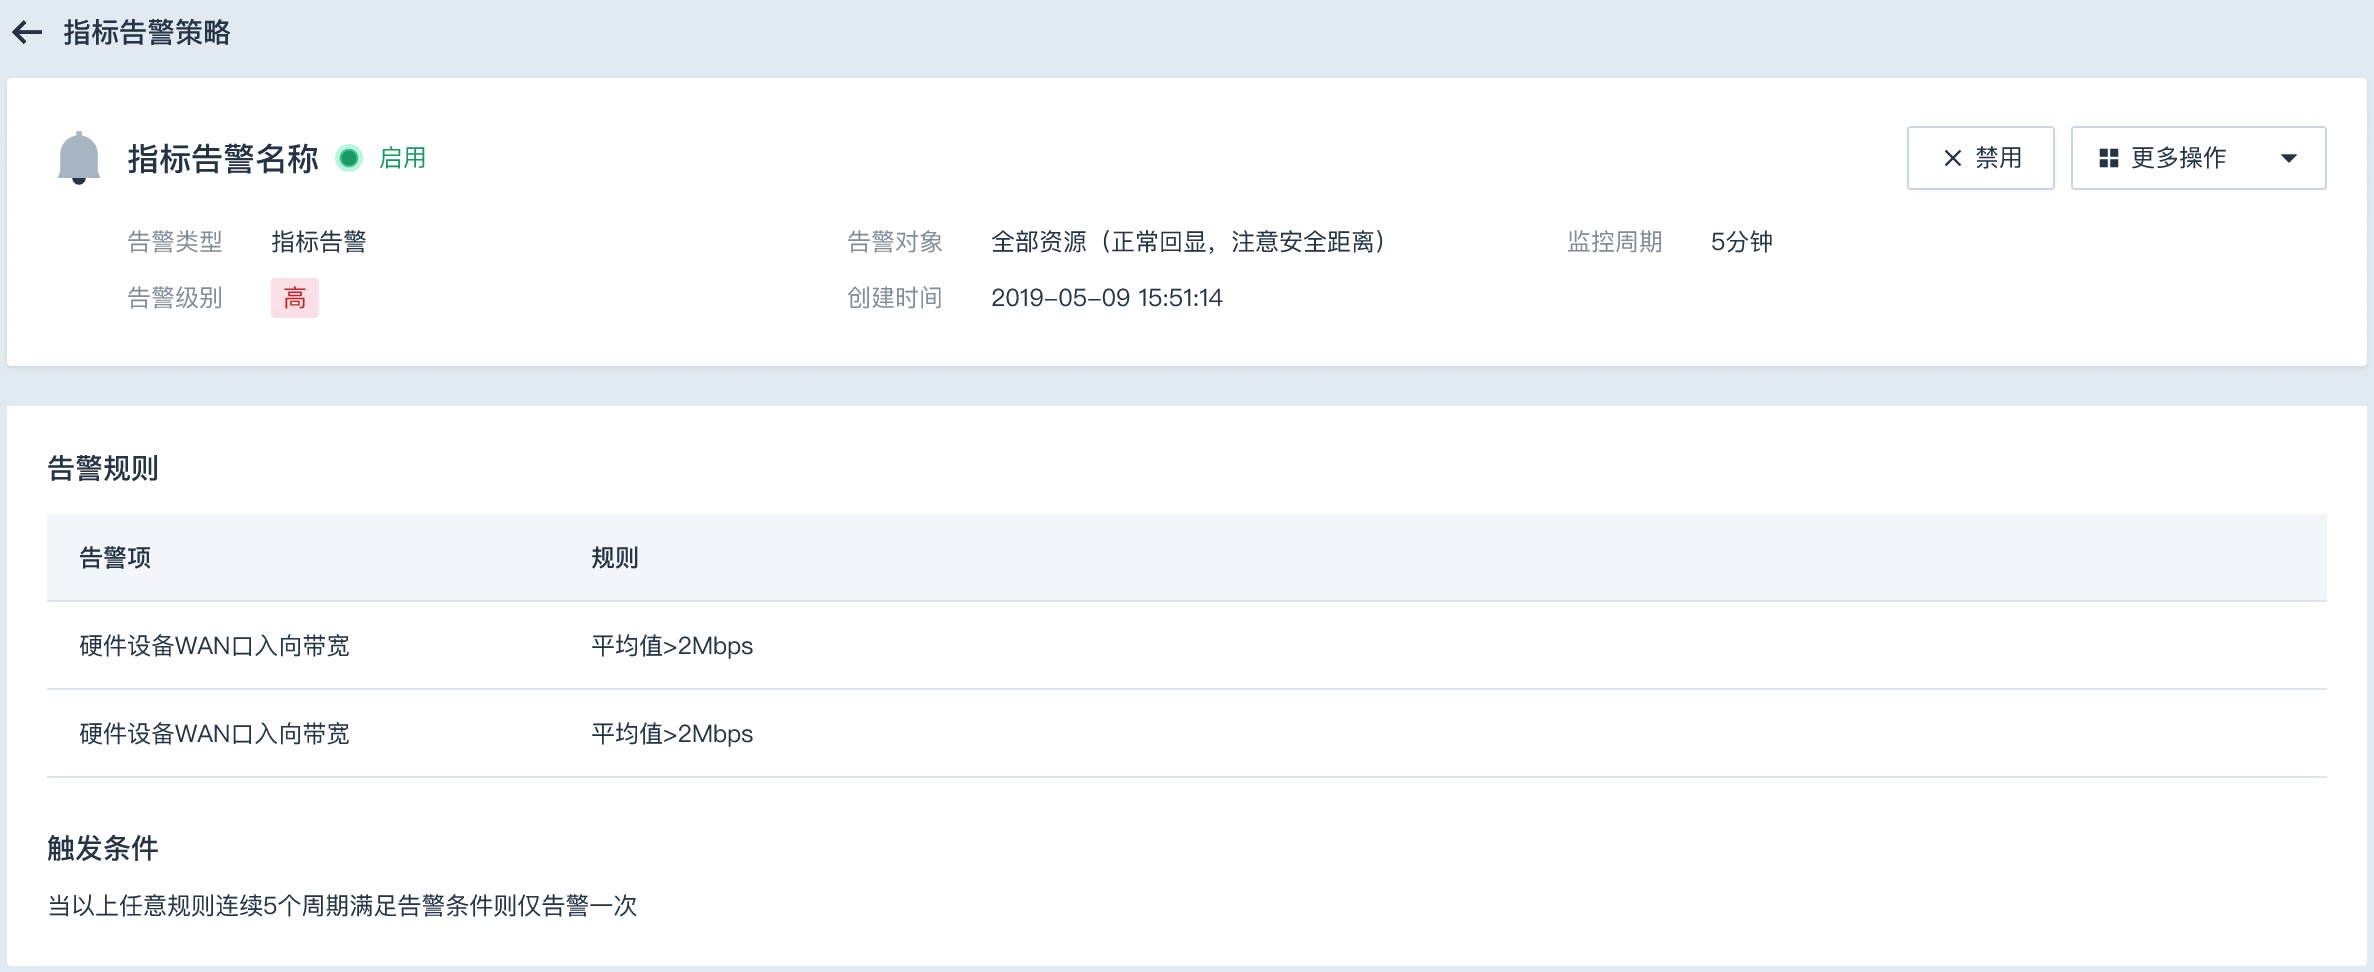 指标告警策略
指标告警名称 启用 禁用 更多操作
告警类型 指标告警 告警对象 全部资源（正常回显，注意安全距离） 监控周期 5分钟
告警级别 高 创建时间 2019-05-09 15:51:14
告警规则
告警项 规则
硬件设备WAN口入向带宽 平均值>2Mbps
硬件设备WAN口入向带宽 平均值>2Mbps
触发条件
当以上任意规则连续5个周期满足告警条件则仅告警一次